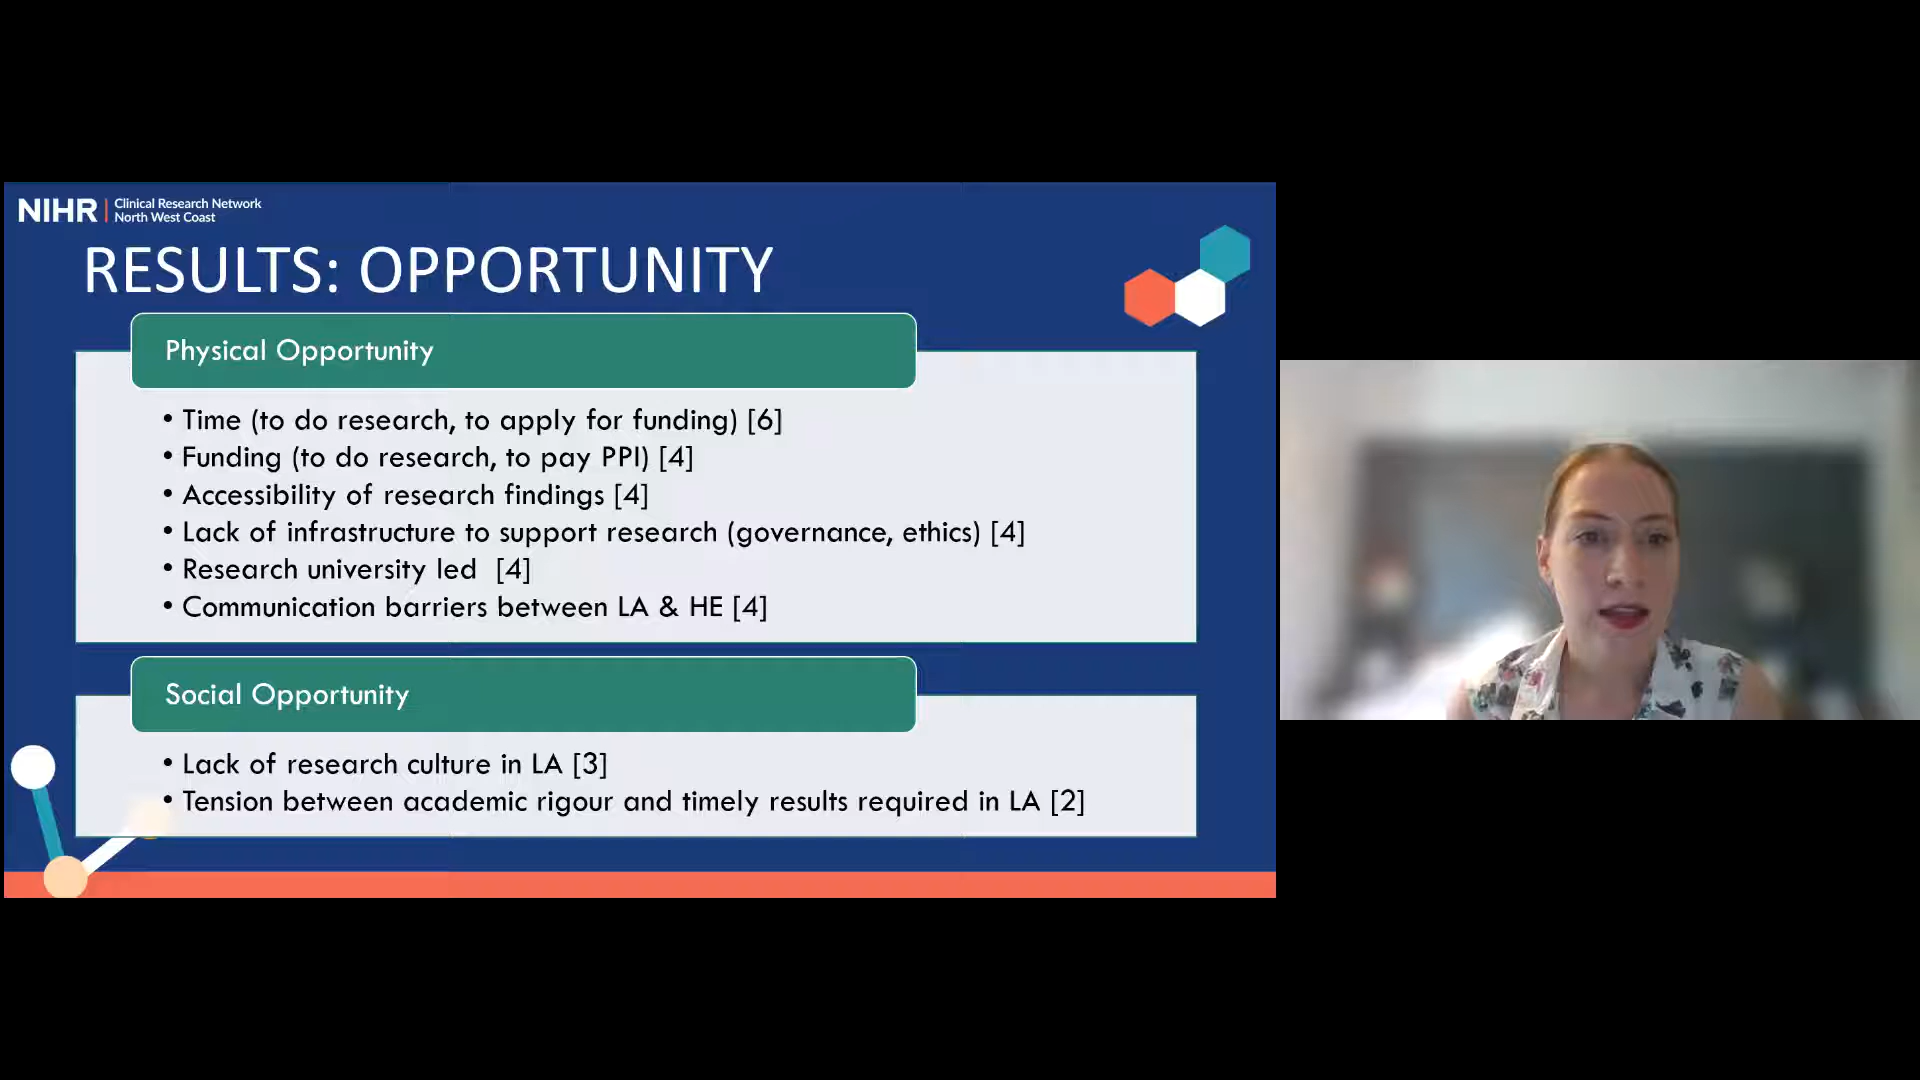 NIHR | Clinical Research Network
North West Coast
RESULTS: OPPORTUNITY
Physical Opportunity
• Time (to do research, to apply for funding) [6]
• Funding (to do research, to pay PPI) [4]
• Accessibility of research findings [4]
• Lack of infrastructure to support research (governance, ethics) [4]
• Research university led [4]
• Communication barriers between LA & HE [4]
Social Opportunity
• Lack of research culture in LA [3]
• Tension between academic rigour and timely results required in LA [2]